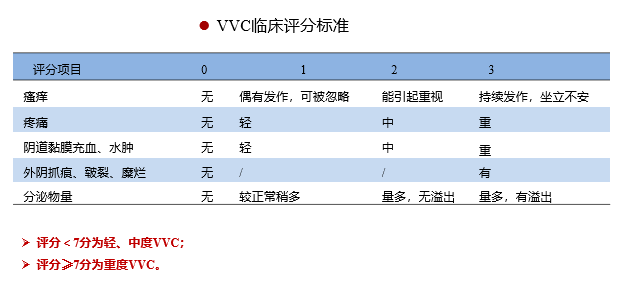 ● VVC临床评分标准
评分项目 0 1 2 3
瘙痒 无 偶有发作，可被忽略 能引起重视 持续发作，坐立不安
疼痛 无 轻 中 重
阴道黏膜充血、水肿 无 轻 中 重
外阴抓痕、皲裂、糜烂 无 / / 有
分泌物量 无 较正常稍多 量多，无溢出 量多，有溢出
➢ 评分＜7分为轻、中度VVC；
➢ 评分⩾7分为重度VVC。